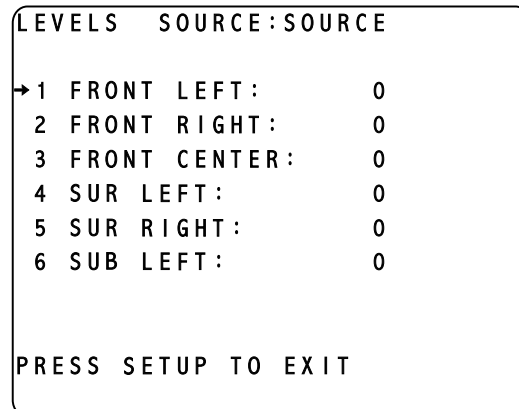 LEVELS SOURCE:SOURCE
→1 FRONT LEFT: 0
2 FRONT RIGHT: 0
3 FRONT CENTER: 0
4 SUR LEFT: 0
5 SUR RIGHT: 0
6 SUB LEFT: 0
PRESS SETUP TO EXIT